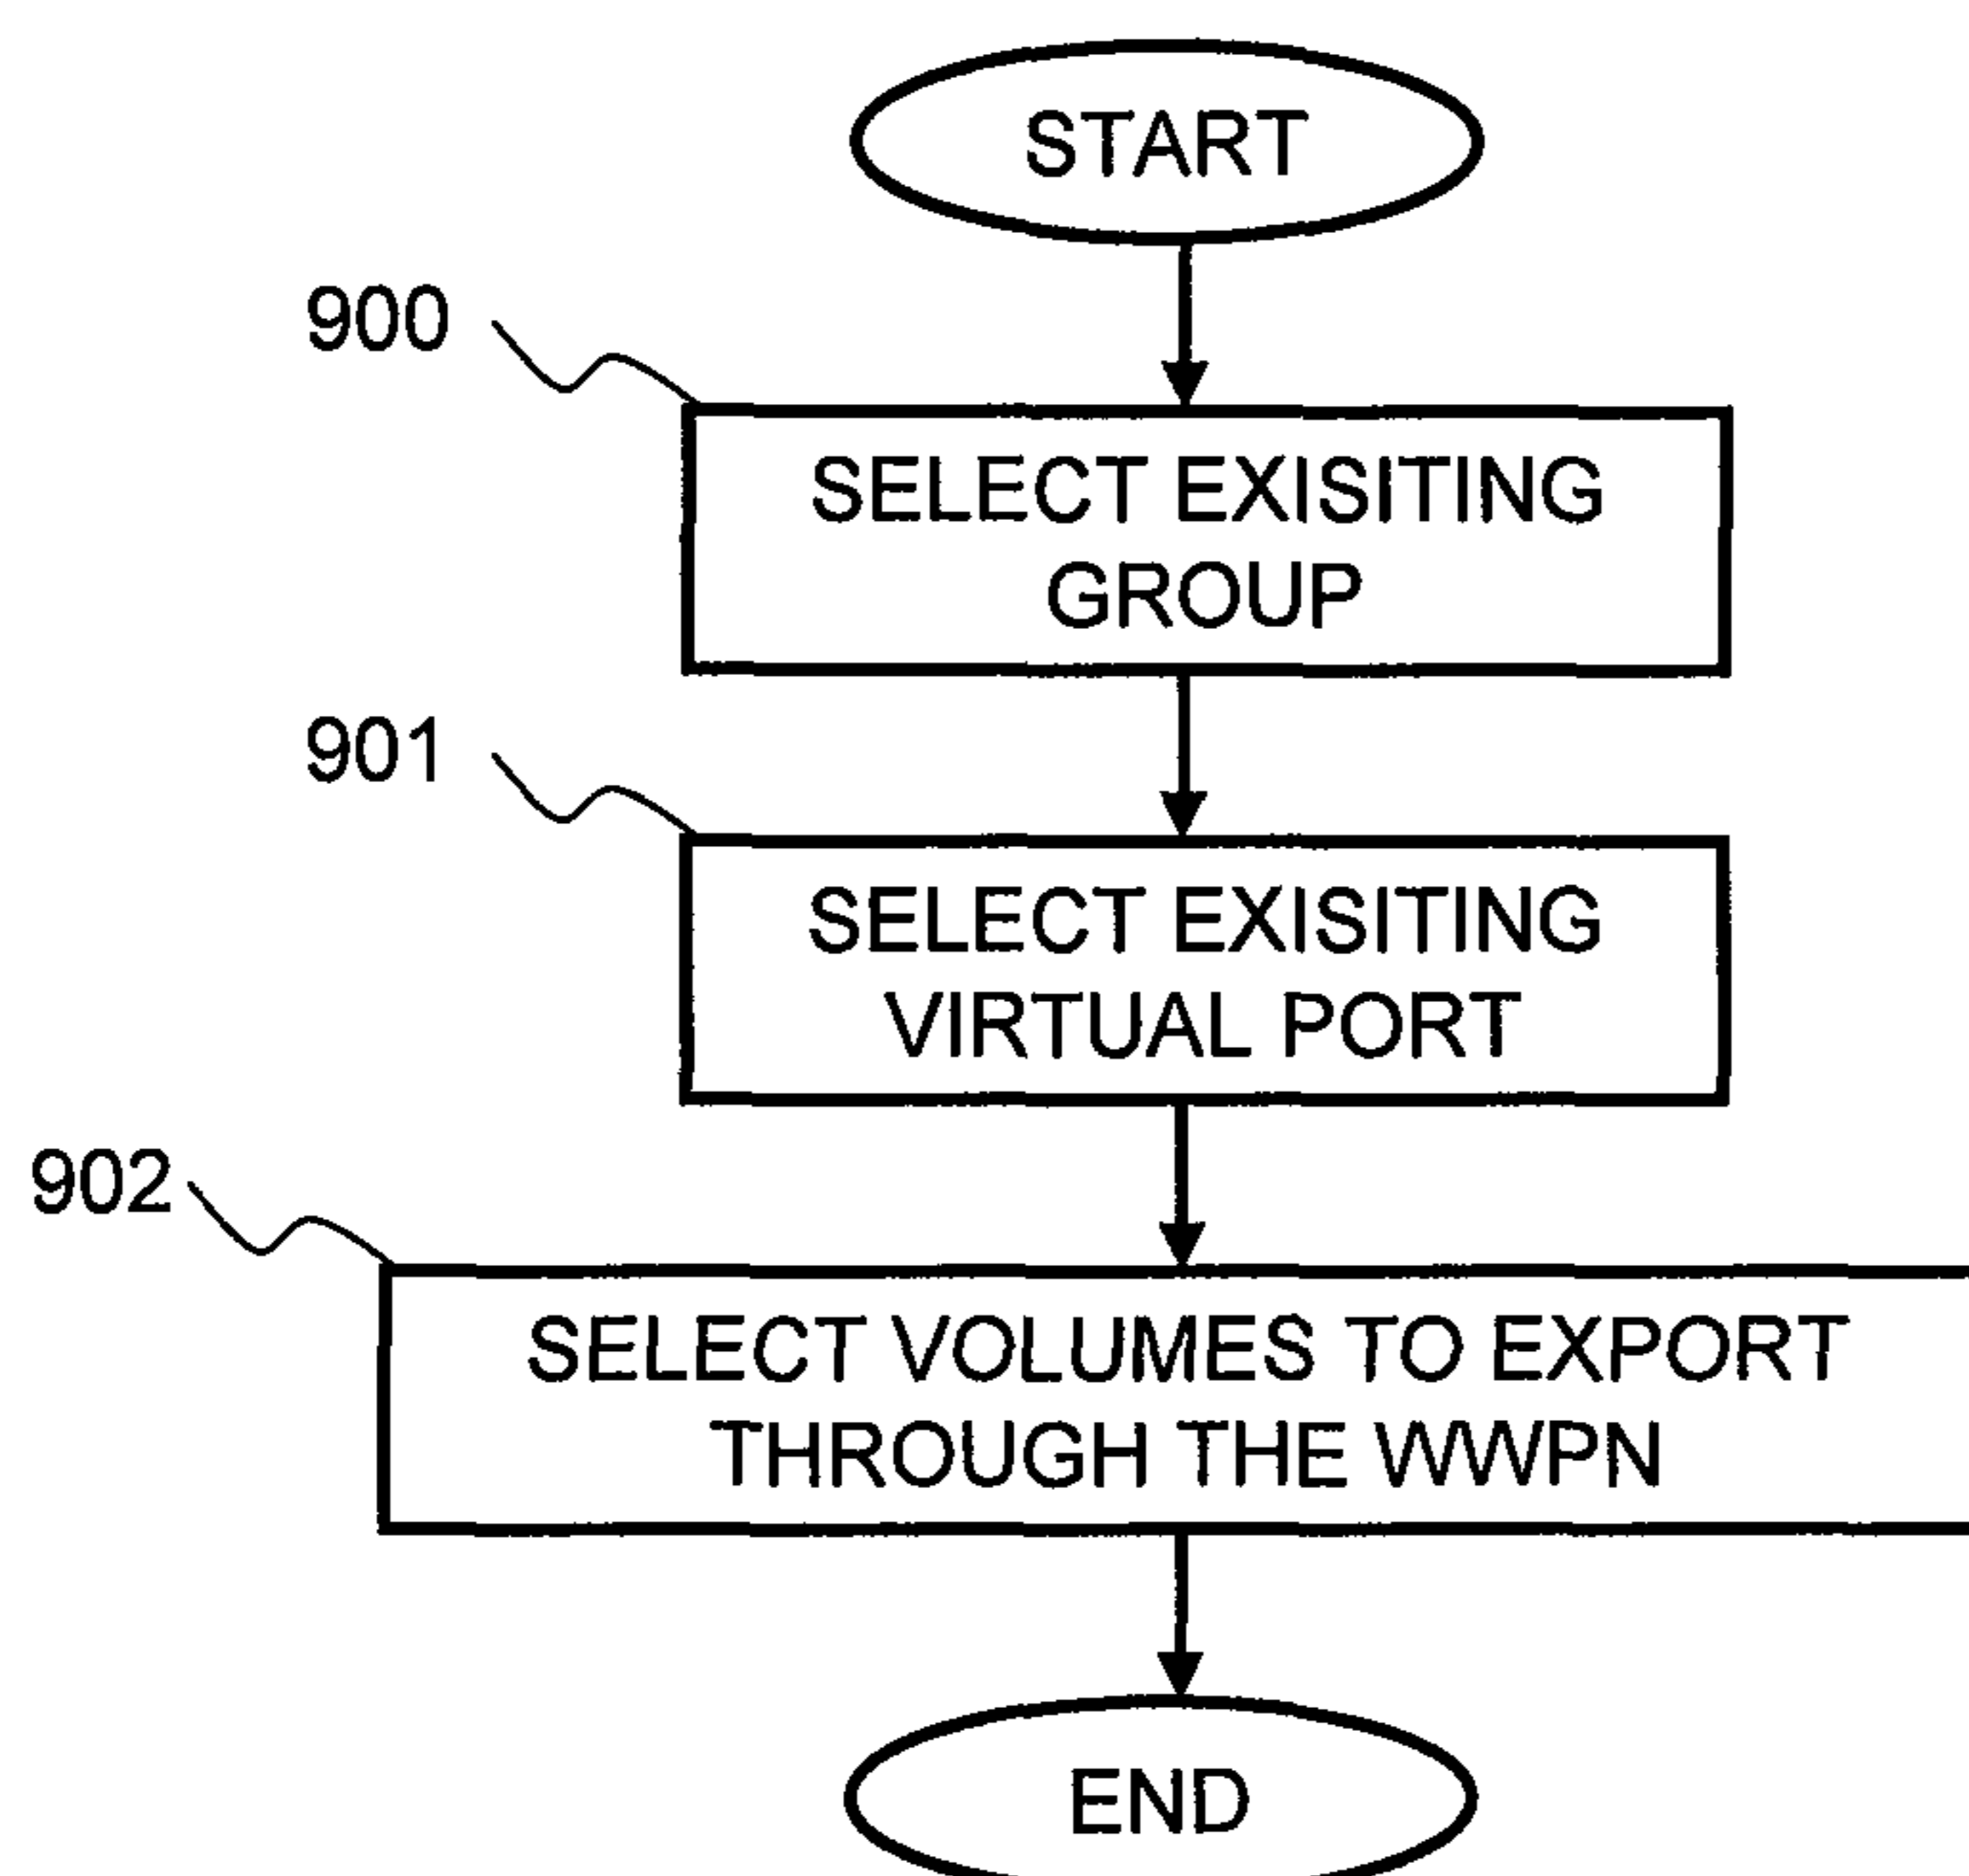 START
900
SELECT EXISITING
GROUP
901
SELECT EXISITING
VIRTUAL PORT
902
SELECT VOLUMES TO EXPORT
THROUGH THE WWPN
END